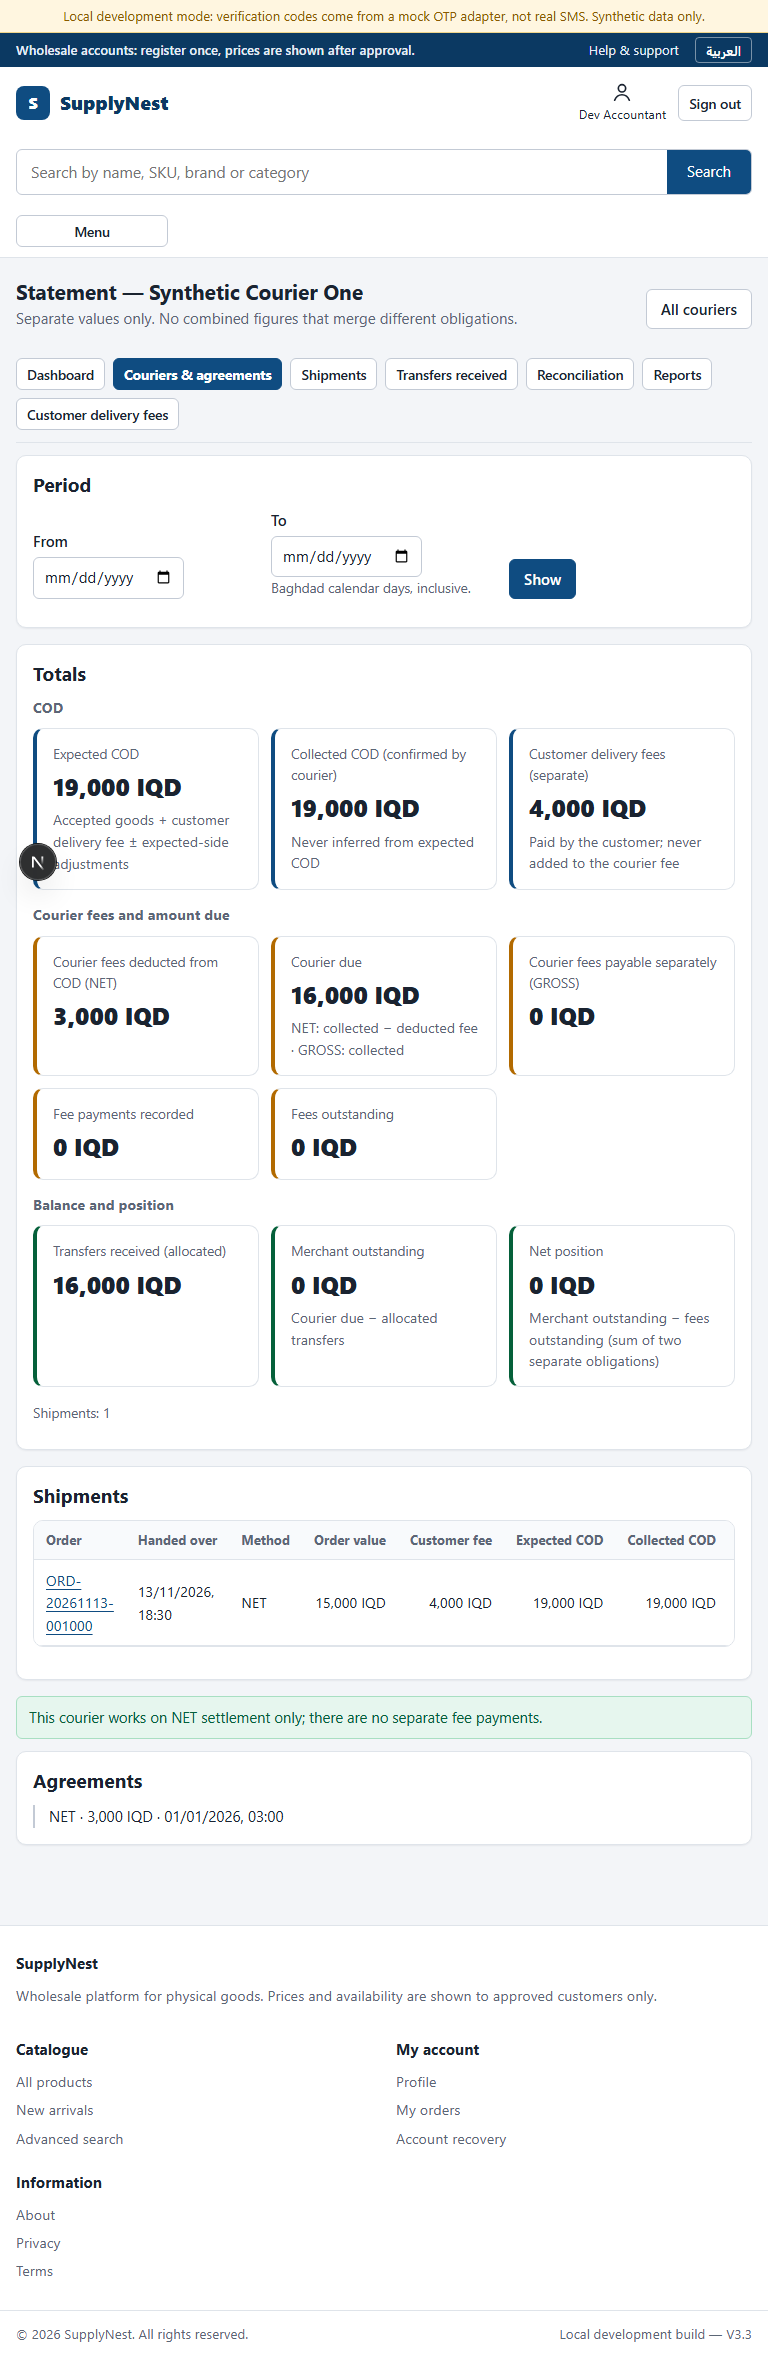 Local development mode: verification codes come from a mock OTP adapter, not real SMS. Synthetic data only.
Wholesale accounts: register once, prices are shown after approval.
Help & support
العربية
S
SupplyNest
Dev Accountant
Sign out
Search by name, SKU, brand or category
Search
Menu
Statement — Synthetic Courier One
Separate values only. No combined figures that merge different obligations.
All couriers
Dashboard
Couriers & agreements
Shipments
Transfers received
Reconciliation
Reports
Customer delivery fees
Period
From
mm/dd/yyyy
To
mm/dd/yyyy
Baghdad calendar days, inclusive.
Show
Totals
COD
Expected COD
19,000 IQD
Accepted goods + customer
delivery fee ± expected-side
adjustments
N
Collected COD (confirmed by
courier)
19,000 IQD
Never inferred from expected
COD
Customer delivery fees
(separate)
4,000 IQD
Paid by the customer; never
added to the courier fee
Courier fees and amount due
Courier fees deducted from
COD (NET)
3,000 IQD
Courier due
16,000 IQD
NET: collected − deducted fee
· GROSS: collected
Courier fees payable separately
(GROSS)
0 IQD
Fee payments recorded
0 IQD
Fees outstanding
0 IQD
Balance and position
Transfers received (allocated)
16,000 IQD
Merchant outstanding
0 IQD
Courier due − allocated
transfers
Net position
0 IQD
Merchant outstanding − fees
outstanding (sum of two
separate obligations)
Shipments: 1
Shipments
Order Handed over Method Order value Customer fee Expected COD Collected COD
ORD-
20261113-
001000
13/11/2026,
18:30
NET
15,000 IQD
4,000 IQD
19,000 IQD
19,000 IQD
This courier works on NET settlement only; there are no separate fee payments.
Agreements
NET · 3,000 IQD · 01/01/2026, 03:00
SupplyNest
Wholesale platform for physical goods. Prices and availability are shown to approved customers only.
Catalogue
All products
New arrivals
Advanced search
My account
Profile
My orders
Account recovery
Information
About
Privacy
Terms
© 2026 SupplyNest. All rights reserved.
Local development build — V3.3